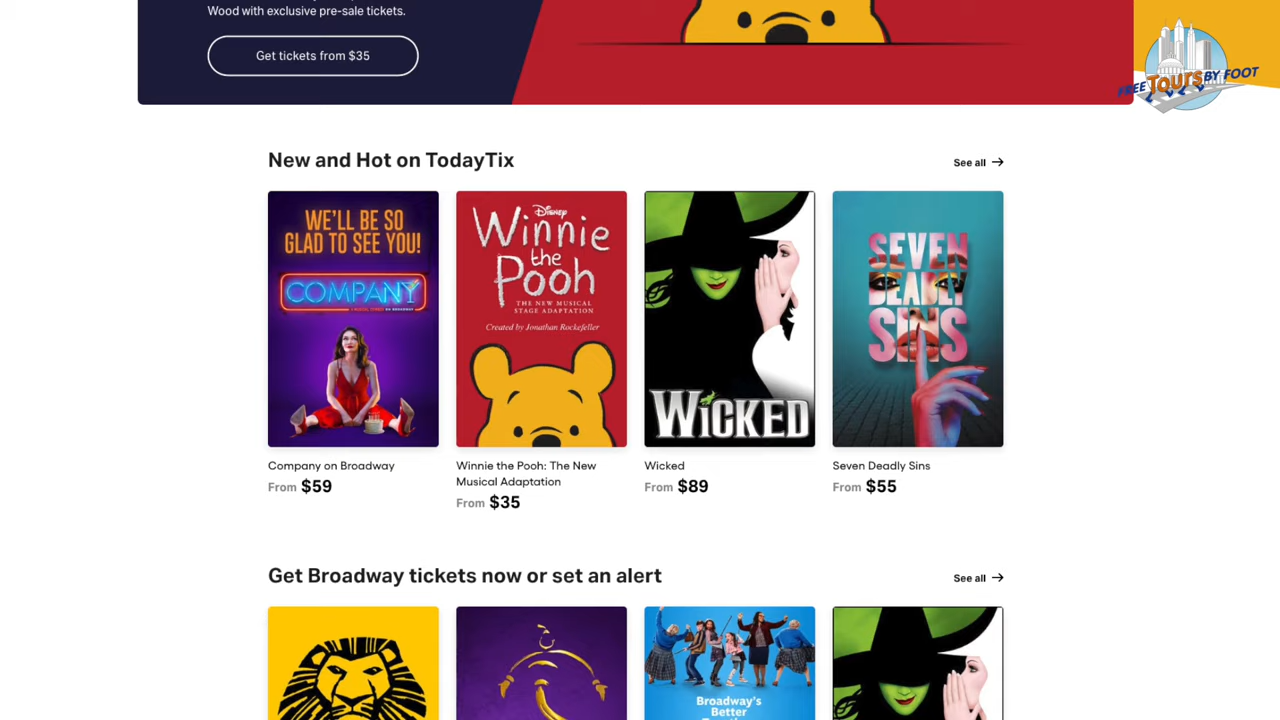 Wood with exclusive pre-sale tickets.
Get tickets from $35
FREE TOURS BY FOOT
New and Hot on TodayTix
See all
WE'LL BE SO
GLAD TO SEE YOU!
COMPANY
Disney
Winnie
the
Pooh
THE NEW MUSICAL
STAGE ADAPTATION
Created by Jonathan Rockefeller
WICKED
SEVEN
DEADLY
SINS
Company on Broadway
From $59
Winnie the Pooh: The New
Musical Adaptation
From $35
Wicked
From $89
Seven Deadly Sins
From $55
Get Broadway tickets now or set an alert
See all
Broadway's
Better